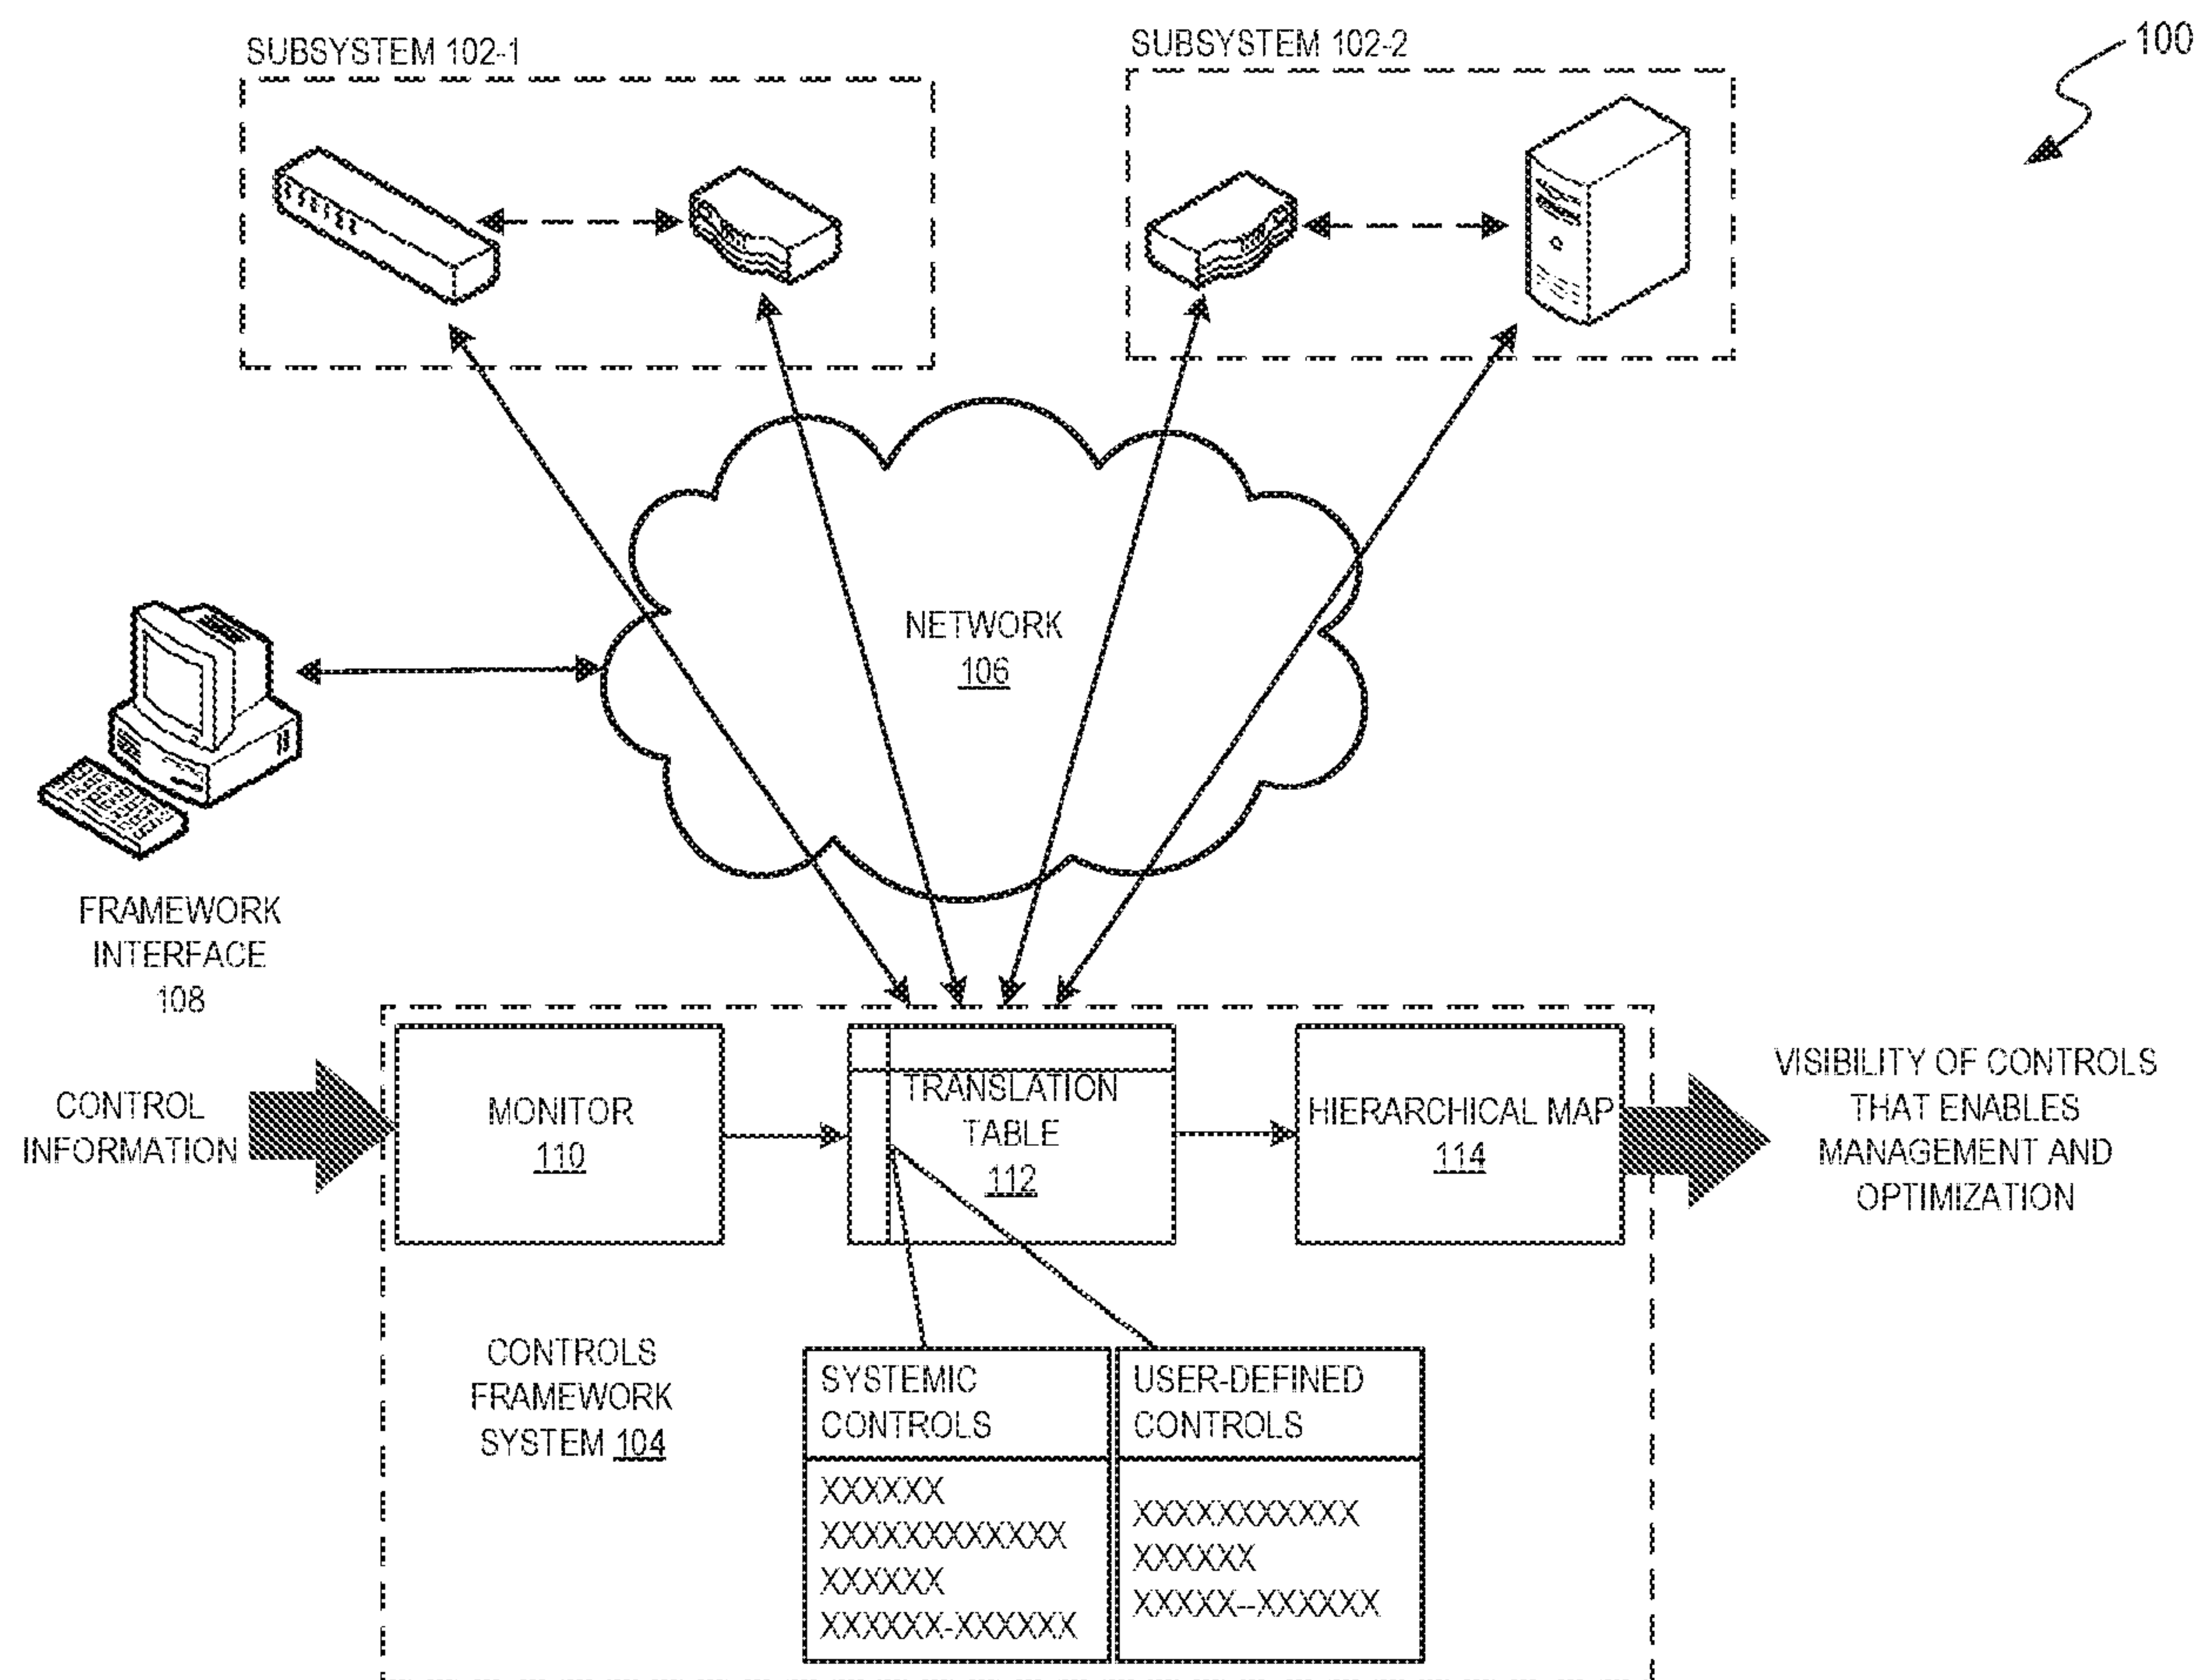 SUBSYSTEM 102-1
SUBSYSTEM 102-2
100
NETWORK
106
FRAMEWORK
INTERFACE
108
CONTROL
INFORMATION
MONITOR
110
TRANSLATION
TABLE
112
HIERARCHICAL MAP
114
VISIBILITY OF CONTROLS
THAT ENABLES
MANAGEMENT AND
OPTIMIZATION
CONTROLS
FRAMEWORK
SYSTEM 104
SYSTEMIC
CONTROLS
XXXXXX
XXXXXXXXXXXX
XXXXXX
XXXXXX-XXXXXX
USER-DEFINED
CONTROLS
XXXXXXXXXXX
XXXXXX
XXXXX--XXXXXX